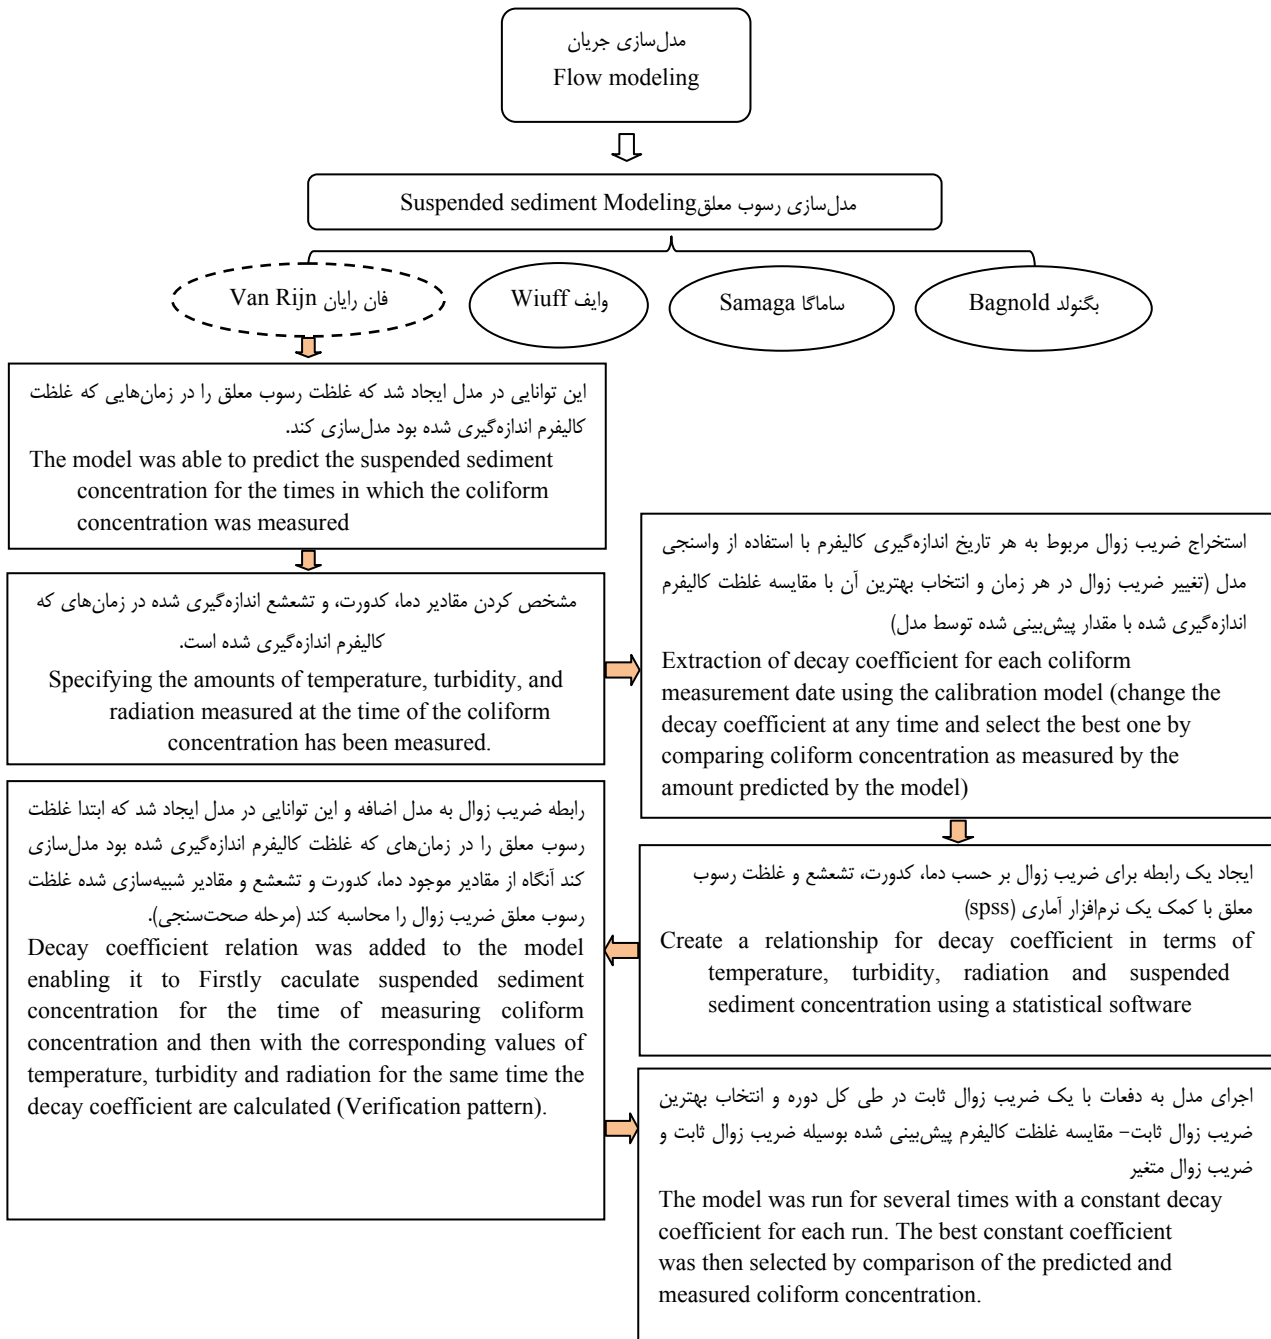 مدل‌سازی جریان
Flow modeling
مدل‌سازی رسوب معلق Suspended sediment Modeling
فان رایان Van Rijn
وایف Wiuff
ساماگا Samaga
بگنولد Bagnold
این توانایی در مدل ایجاد شد که غلظت رسوب معلق را در زمان‌هایی که غلظت
کالیفرم اندازه‌گیری شده بود مدل‌سازی کند.
The model was able to predict the suspended sediment
concentration for the times in which the coliform
concentration was measured
مشخص کردن مقادیر دما، کدورت، و تشعشع اندازه‌گیری شده در زمان‌های که
کالیفرم اندازه‌گیری شده است.
Specifying the amounts of temperature, turbidity, and
radiation measured at the time of the coliform
concentration has been measured.
استخراج ضریب زوال مربوط به هر تاریخ اندازه‌گیری کالیفرم با استفاده از واسنجی
مدل (تغییر ضریب زوال در هر زمان و انتخاب بهترین آن با مقایسه غلظت کالیفرم
اندازه‌گیری شده با مقدار پیش‌بینی شده توسط مدل)
Extraction of decay coefficient for each coliform
measurement date using the calibration model (change the
decay coefficient at any time and select the best one by
comparing coliform concentration as measured by the
amount predicted by the model)
ایجاد یک رابطه برای ضریب زوال بر حسب دما، کدورت، تشعشع و غلظت رسوب
معلق با کمک یک نرم‌افزار آماری (spss)
Create a relationship for decay coefficient in terms of
temperature, turbidity, radiation and suspended
sediment concentration using a statistical software
رابطه ضریب زوال به مدل اضافه و این توانایی در مدل ایجاد شد که ابتدا غلظت
رسوب معلق را در زمان‌های که غلظت کالیفرم اندازه‌گیری شده بود مدل‌سازی
کند آنگاه از مقادیر موجود دما، کدورت و تشعشع و مقادیر شبیه‌سازی شده غلظت
رسوب معلق ضریب زوال را محاسبه کند (مرحله صحت‌سنجی).
Decay coefficient relation was added to the model
enabling it to Firstly caculate suspended sediment
concentration for the time of measuring coliform
concentration and then with the corresponding values of
temperature, turbidity and radiation for the same time the
decay coefficient are calculated (Verification pattern).
اجرای مدل به دفعات با یک ضریب زوال ثابت در طی کل دوره و انتخاب بهترین
ضریب زوال ثابت- مقایسه غلظت کالیفرم پیش‌بینی شده بوسیله ضریب زوال ثابت و
ضریب زوال متغیر
The model was run for several times with a constant decay
coefficient for each run. The best constant coefficient
was then selected by comparison of the predicted and
measured coliform concentration.